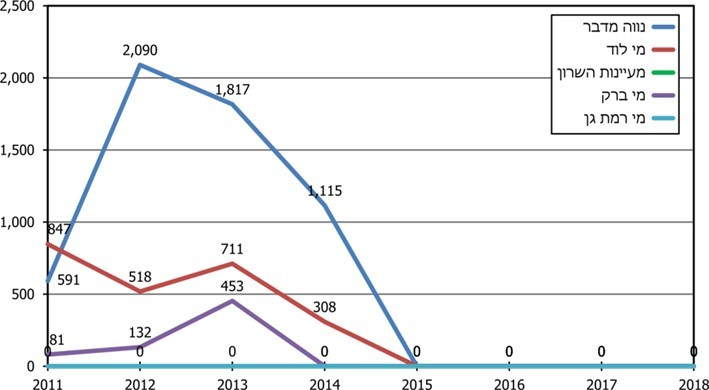 2,500
נווה מדבר
מי לוד
מעיינות השרון
מי ברק
מי רמת גן
2,090
2,000
1,817
1,500
1,115
1,000
847
711
591
518
500
453
308
132
81
0 0 0 0 0 0 0 0
0
2011 2012 2013 2014 2015 2016 2017 2018